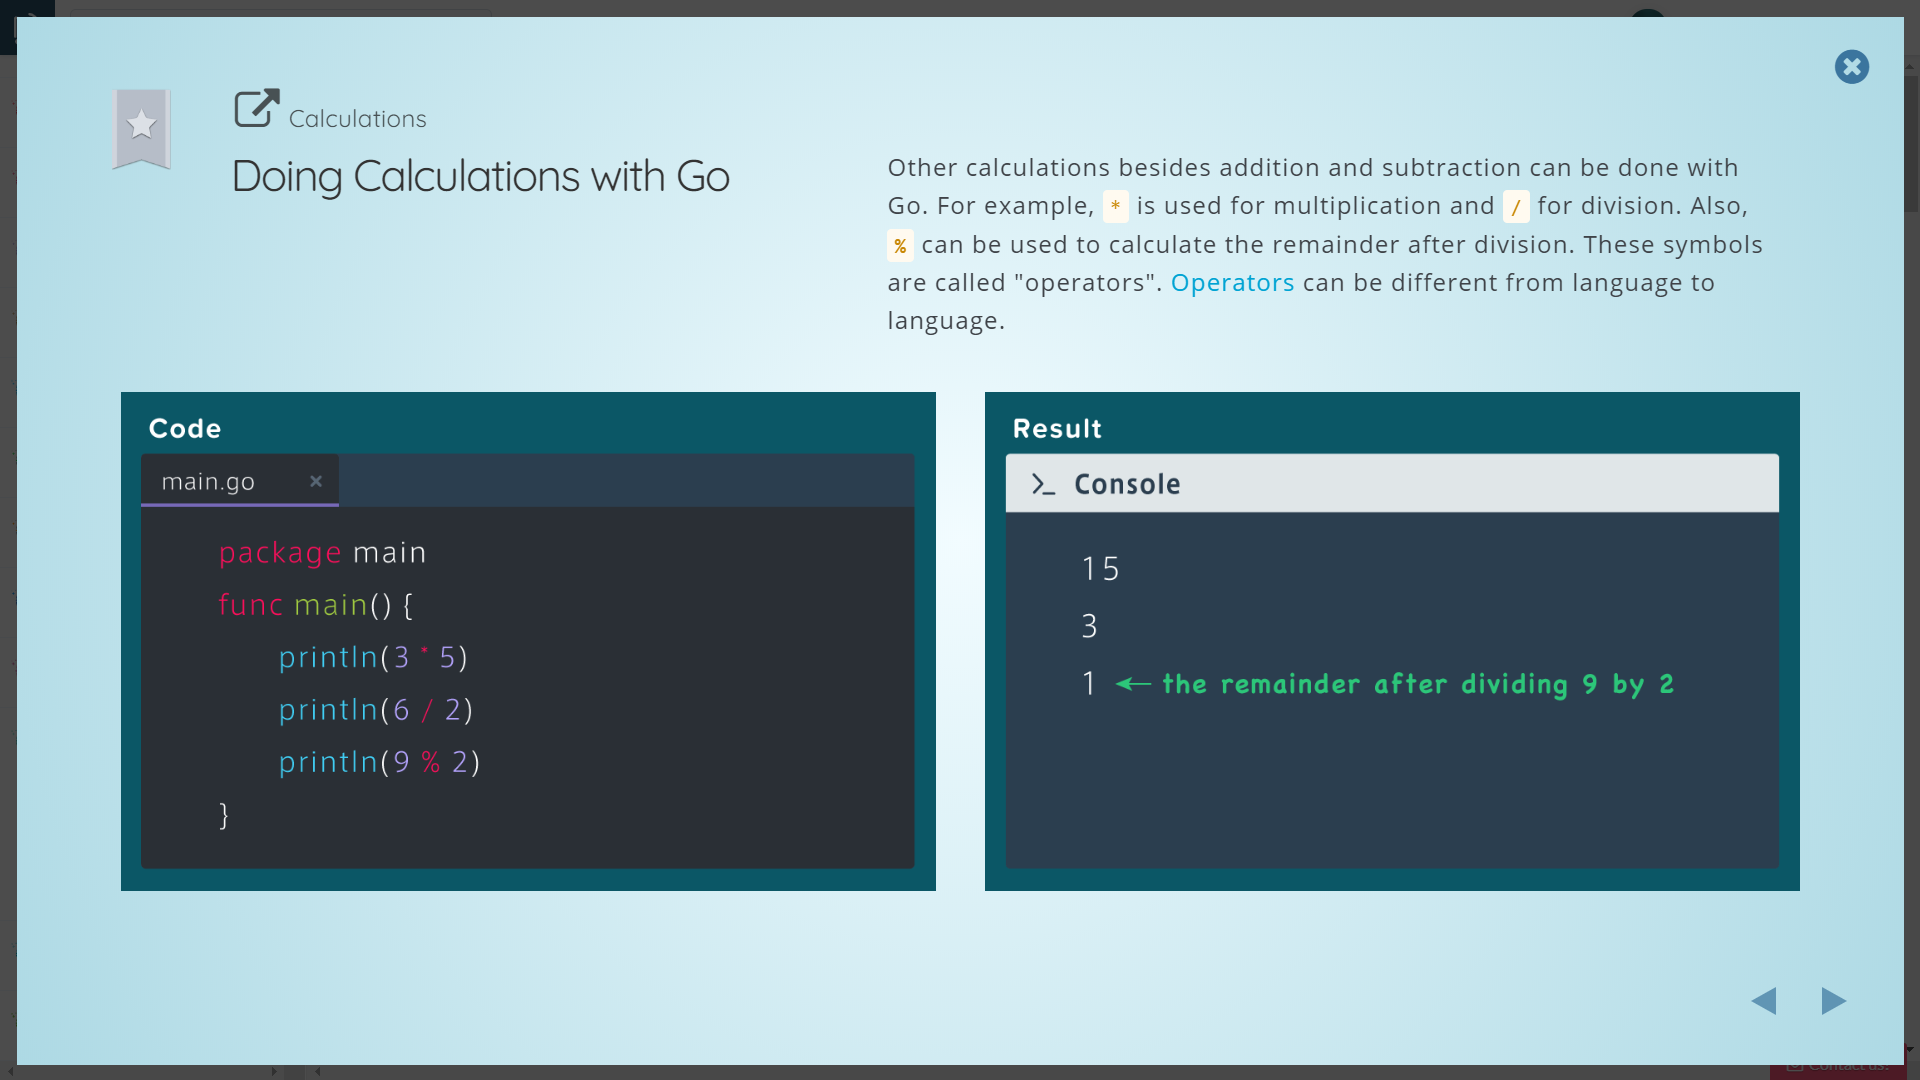 Calculations
Doing Calculations with Go
Other calculations besides addition and subtraction can be done with
Go. For example, * is used for multiplication and / for division. Also,
% can be used to calculate the remainder after division. These symbols
are called "operators". Operators can be different from language to
language.
Code
main.go ×
package main
func main() {
println(3 * 5)
println(6 / 2)
println(9 % 2)
}
Result
>_ Console
15
3
1 ← the remainder after dividing 9 by 2
Contact us!